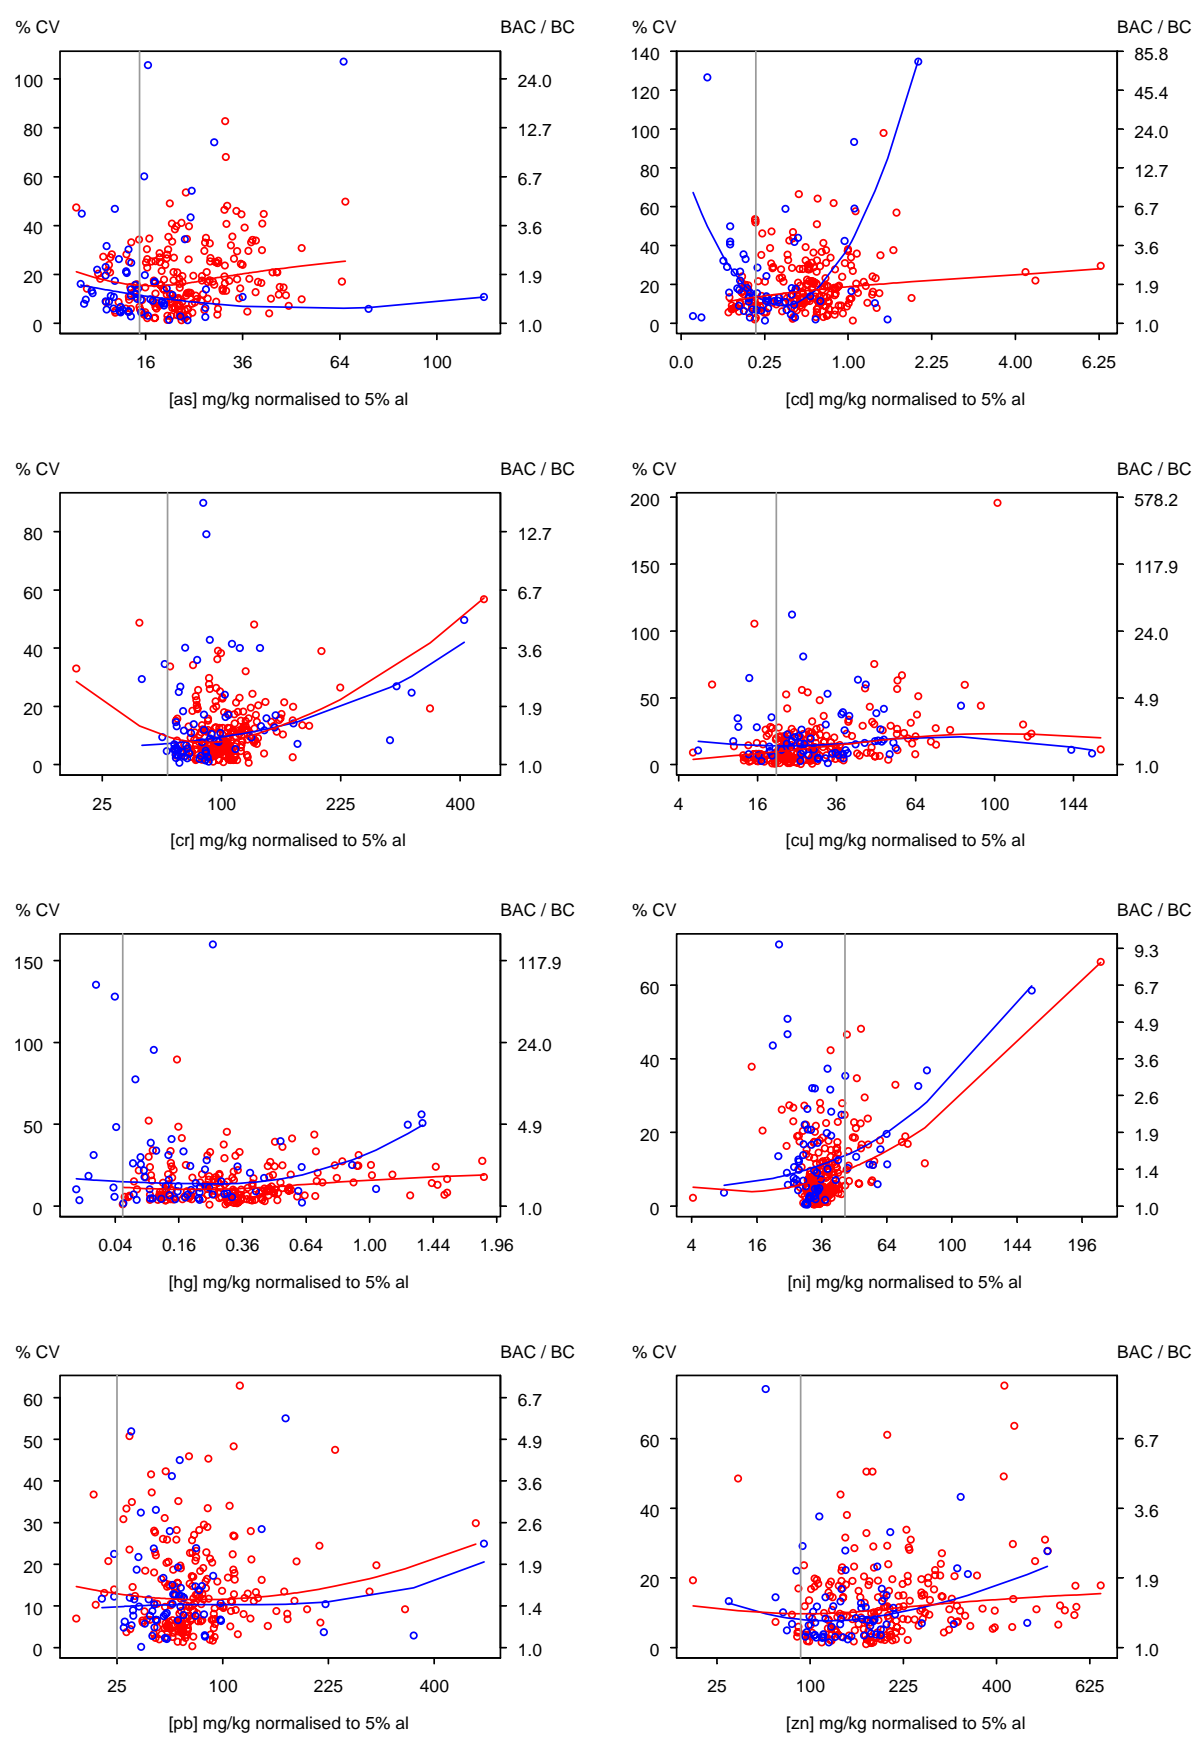 % CV BAC / BC
100 24.0
80 12.7
60 6.7
40 3.6
20 1.9
0 1.0
16 36 64 100
[as] mg/kg normalised to 5% al
% CV BAC / BC
140 85.8
120 45.4
100 24.0
80 12.7
60 6.7
40 3.6
20 1.9
0 1.0
0.0 0.25 1.00 2.25 4.00 6.25
[cd] mg/kg normalised to 5% al
% CV BAC / BC
80 12.7
60 6.7
40 3.6
20 1.9
0 1.0
25 100 225 400
[cr] mg/kg normalised to 5% al
% CV BAC / BC
200 578.2
150 117.9
100 24.0
50 4.9
0 1.0
4 16 36 64 100 144
[cu] mg/kg normalised to 5% al
% CV BAC / BC
150 117.9
100 24.0
50 4.9
0 1.0
0.04 0.16 0.36 0.64 1.00 1.44 1.96
[hg] mg/kg normalised to 5% al
% CV BAC / BC
9.3
60 6.7
4.9
40 3.6
2.6
20 1.9
1.4
0 1.0
4 16 36 64 100 144 196
[ni] mg/kg normalised to 5% al
% CV BAC / BC
60 6.7
50 4.9
40 3.6
30 2.6
20 1.9
10 1.4
0 1.0
25 100 225 400
[pb] mg/kg normalised to 5% al
% CV BAC / BC
60 6.7
40 3.6
20 1.9
0 1.0
25 100 225 400 625
[zn] mg/kg normalised to 5% al